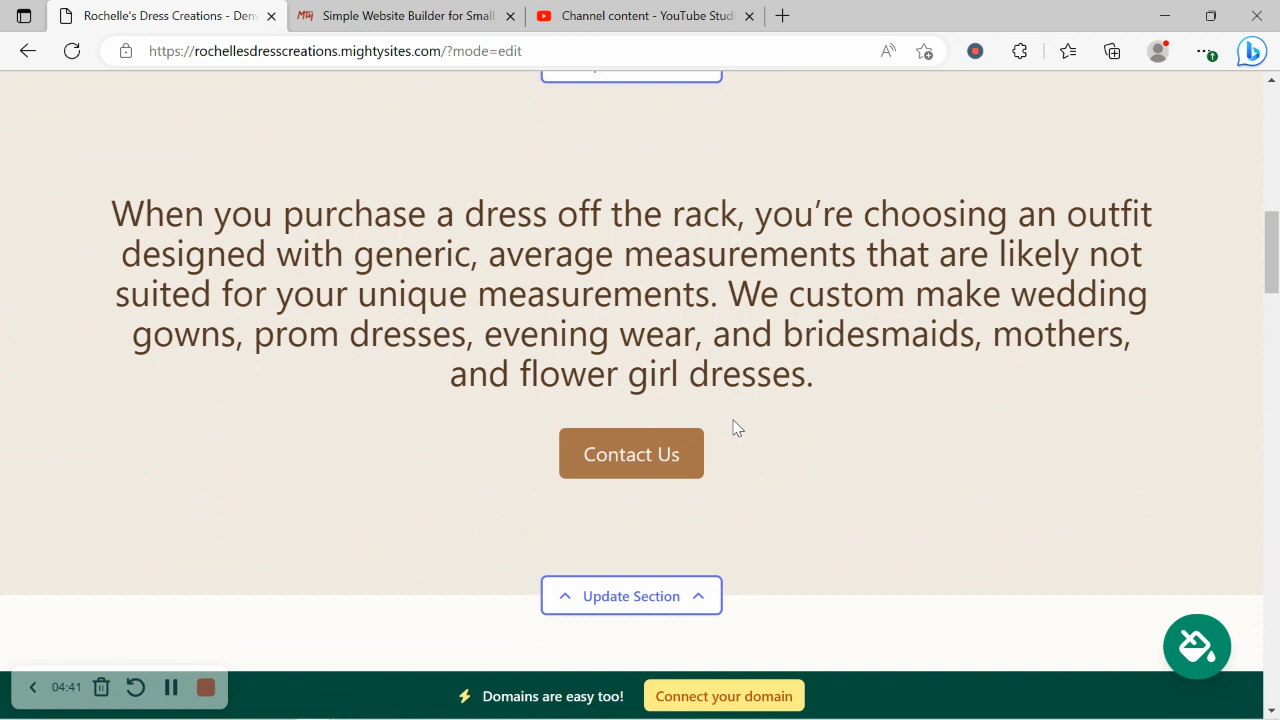 Rochelle's Dress Creations - Denv
Simple Website Builder for Small
Channel content - YouTube Studi
https://rochellesdresscreations.mightysites.com/?mode=edit
When you purchase a dress off the rack, you’re choosing an outfit
designed with generic, average measurements that are likely not
suited for your unique measurements. We custom make wedding
gowns, prom dresses, evening wear, and bridesmaids, mothers,
and flower girl dresses.
Contact Us
Update Section
04:41
Domains are easy too!
Connect your domain